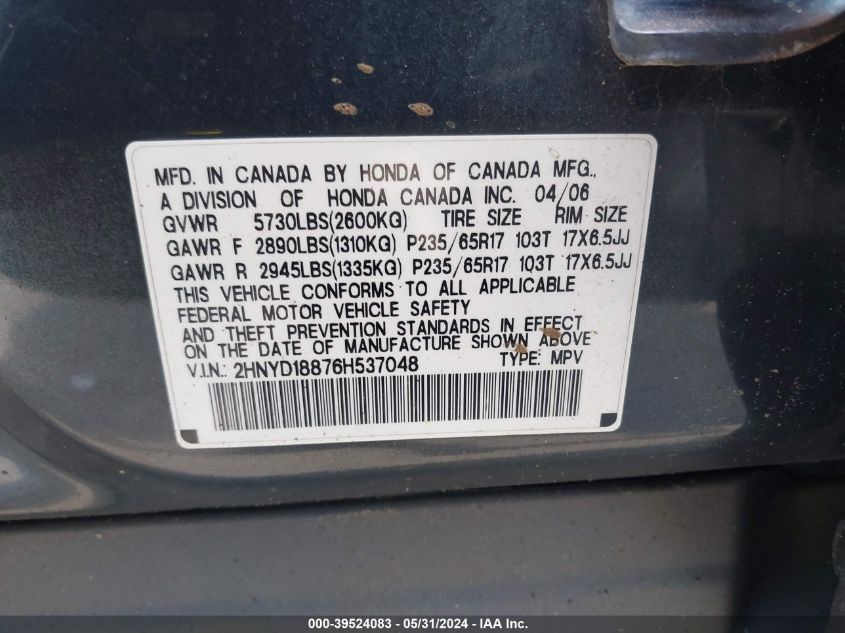 MFD. IN CANADA BY HONDA OF CANADA MFG.,
A DIVISION OF HONDA CANADA INC. 04/06
GVWR 5730LBS(2600KG) TIRE SIZE RIM SIZE
GAWR F 2890LBS(1310KG) P235/65R17 103T 17X6.5JJ
GAWR R 2945LBS(1335KG) P235/65R17 103T 17X6.5JJ
THIS VEHICLE CONFORMS TO ALL APPLICABLE
FEDERAL MOTOR VEHICLE SAFETY
AND THEFT PREVENTION STANDARDS IN EFFECT
ON THE DATE OF MANUFACTURE SHOWN ABOVE
V.I.N.: 2HNYD18876H537048 TYPE: MPV
000-39524083 - 05/31/2024 - IAA Inc.